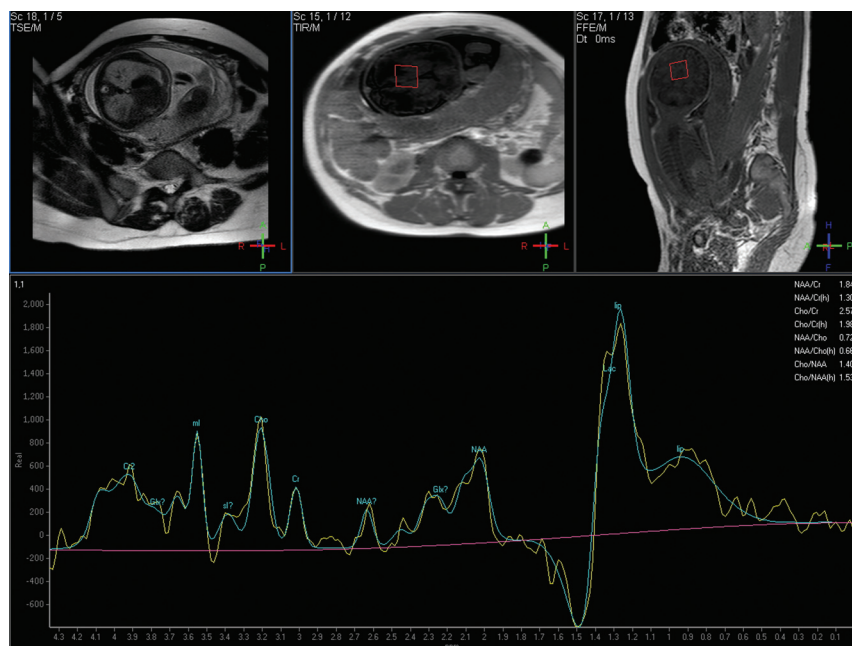 Sc 18, 1 / 5
TSE/M
R L
P
Sc 15, 1 / 12
TIR/M
A
R L
P
Sc 17, 1 / 13
FFE/M
Dt 0ms
H
P
F
1,1
NAA/Cr 1.84
NAA/Cr(h) 1.30
Cho/Cr 2.57
Cho/Cr(h) 1.98
NAA/Cho 0.72
NAA/Cho(h) 0.66
Cho/NAA 1.40
Cho/NAA(h) 1.53
2,000
1,800
1,600
1,400
1,200
1,000
800
600
400
200
0
-200
-400
-600
Real
Cr2
Glx?
mI
sI?
Cho
Cr
NAA?
Glx?
NAA
Lac
lip
lip
4.3 4.2 4.1 4 3.9 3.8 3.7 3.6 3.5 3.4 3.3 3.2 3.1 3 2.9 2.8 2.7 2.6 2.5 2.4 2.3 2.2 2.1 2 1.9 1.8 1.7 1.6 1.5 1.4 1.3 1.2 1.1 1 0.9 0.8 0.7 0.6 0.5 0.4 0.3 0.2 0.1